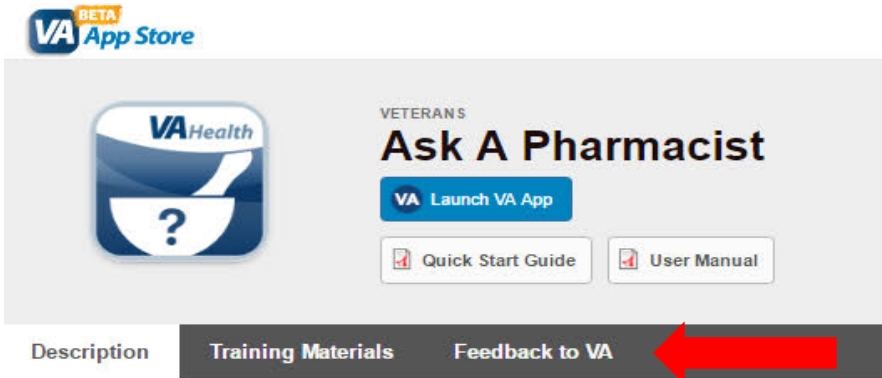 BETA
VA App Store
VA Health
?
VETERANS
Ask A Pharmacist
VA Launch VA App
Quick Start Guide User Manual
Description Training Materials Feedback to VA